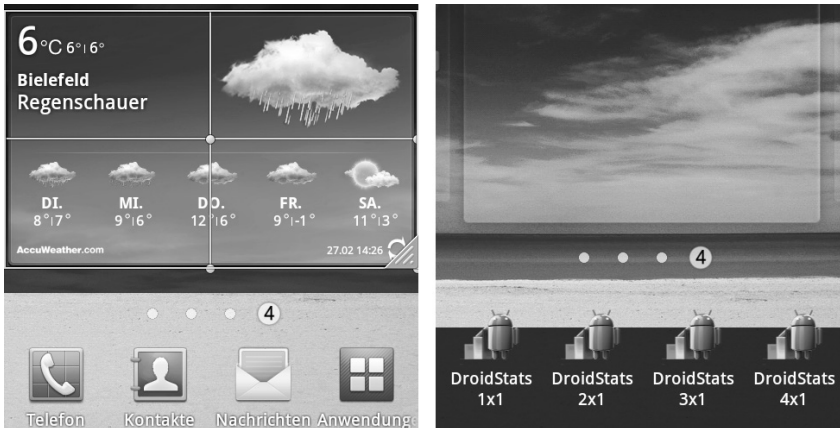 6°C 6°|6°
Bielefeld
Regenschauer
DI. MI. DO. FR. SA.
8°|7° 9°|6° 12°|6° 9°|-1° 11°|3°
AccuWeather.com 27.02 14:26
4
Telefon Kontakte Nachrichten Anwendunge
4
DroidStats DroidStats DroidStats DroidStats
1x1 2x1 3x1 4x1